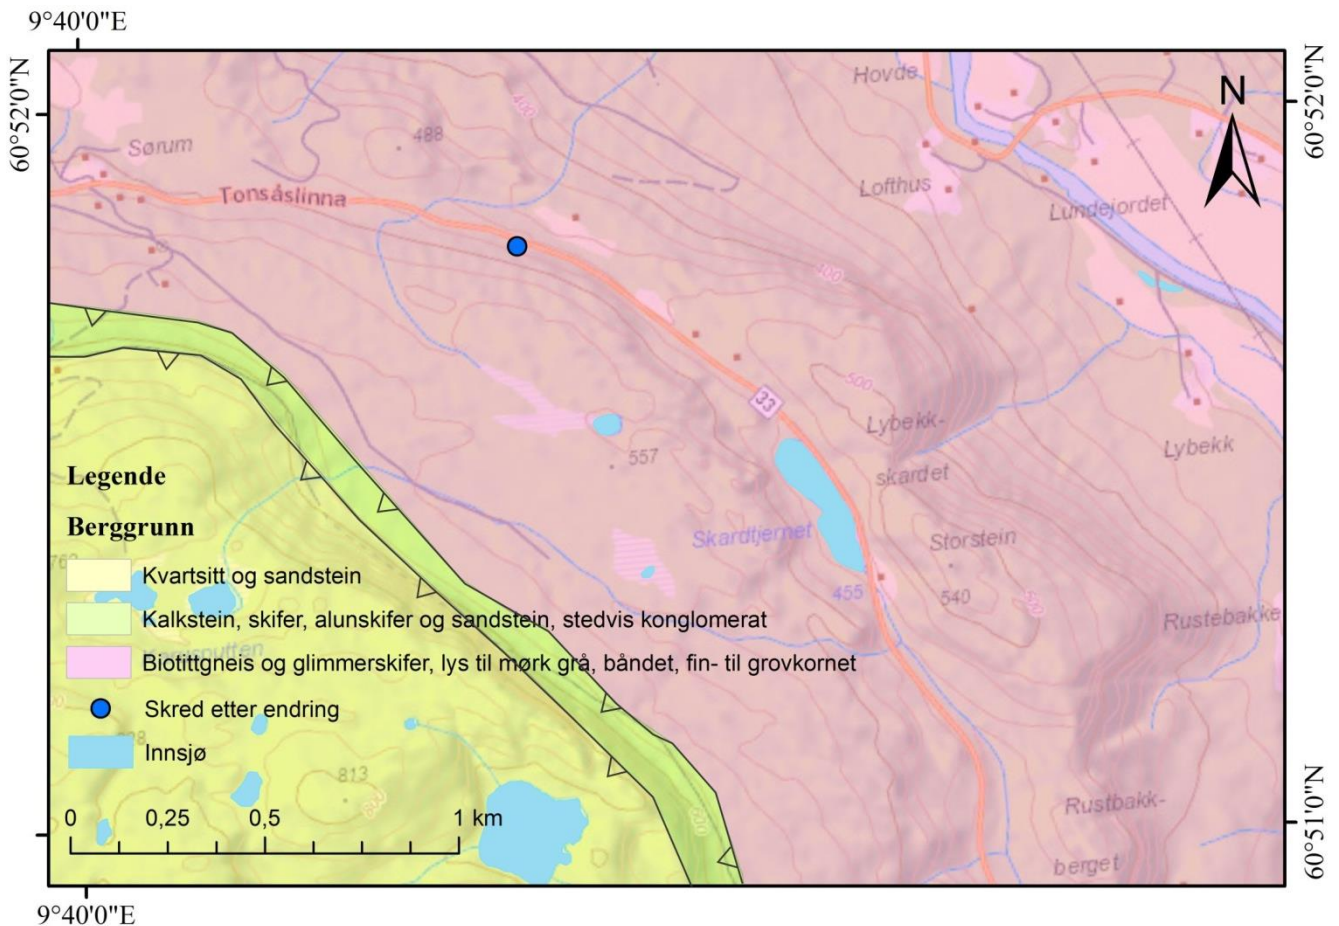 9°40'0"E
60°52'0"N
60°52'0"N
N
Hovde
400
488
Sørum
Tonsåslinna
Lofthus
Lundejordet
400
500
33
Lybekk-
skardet
Lybekk
557
Skardtjernet
455
Storstein
540
500
Rustebakke
Legende
Berggrunn
Kvartsitt og sandstein
Kalkstein, skifer, alunskifer og sandstein, stedvis konglomerat
Biotittgneis og glimmerskifer, lys til mørk grå, båndet, fin- til grovkornet
Skred etter endring
Innsjø
813
0 0,25 0,5 1 km
Rustbakk-
berget
60°51'0"N
9°40'0"E